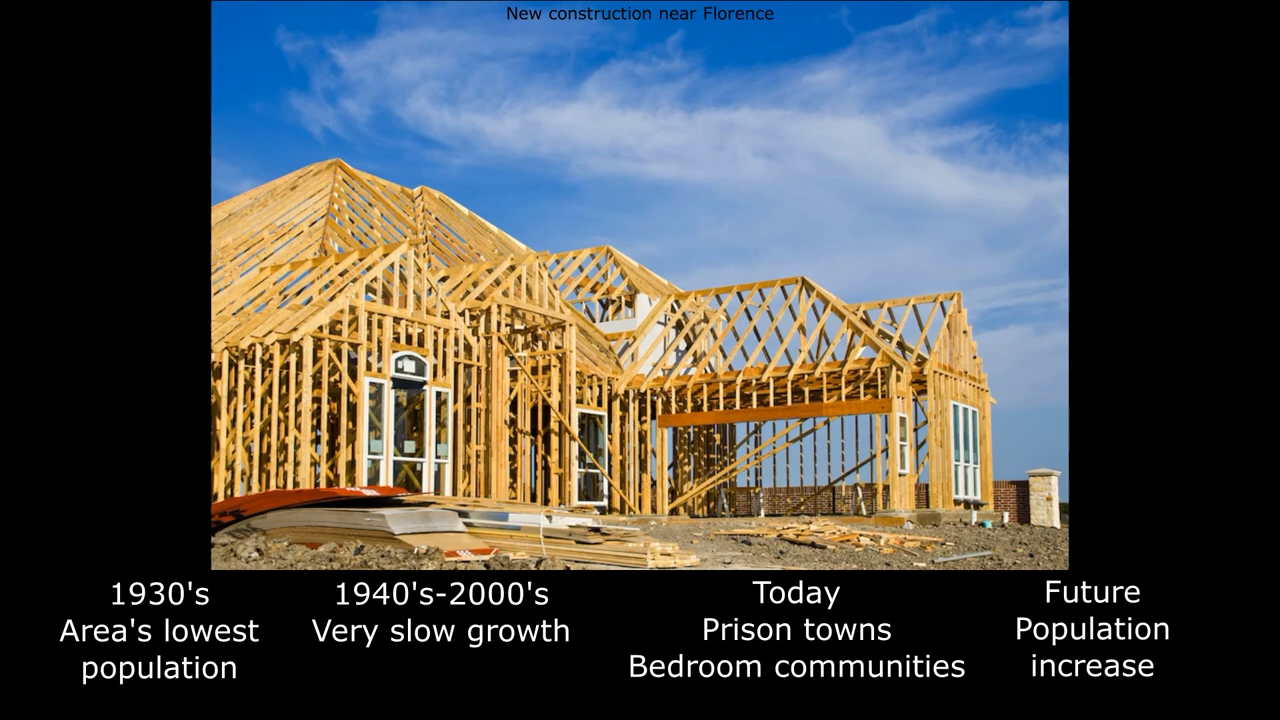 New construction near Florence
1930's
Area's lowest
population
1940's-2000's
Very slow growth
Today
Prison towns
Bedroom communities
Future
Population
increase